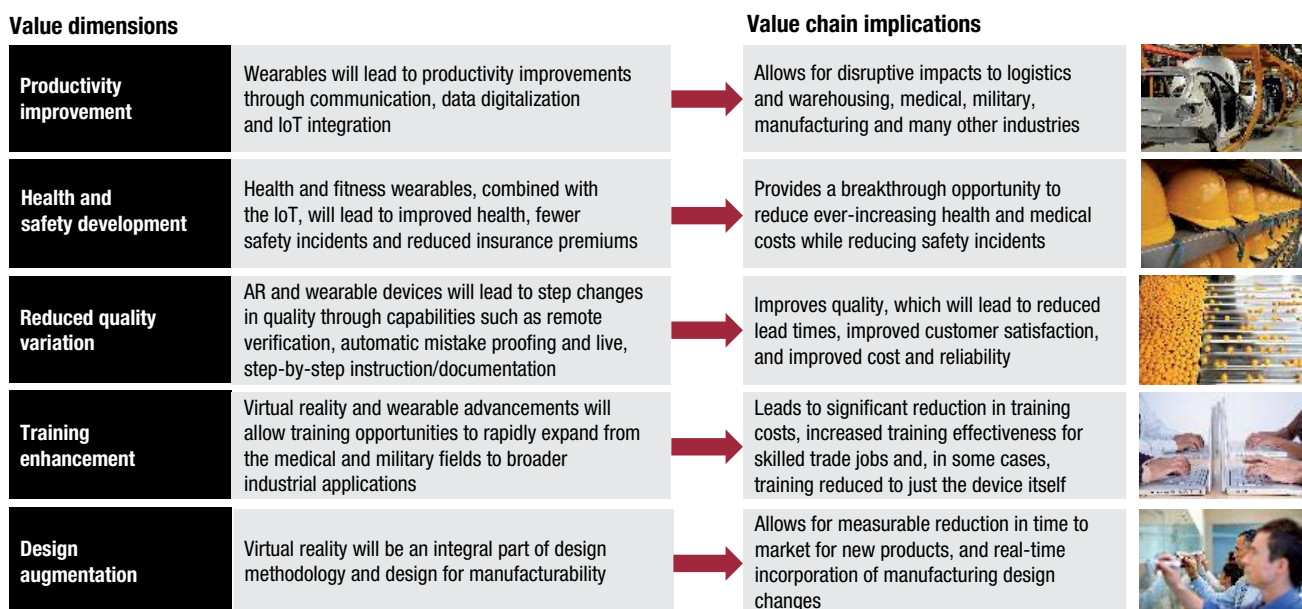 Value dimensions
Value chain implications
Productivity
improvement
Wearables will lead to productivity improvements
through communication, data digitalization
and IoT integration
Allows for disruptive impacts to logistics
and warehousing, medical, military,
manufacturing and many other industries
Health and
safety development
Health and fitness wearables, combined with
the IoT, will lead to improved health, fewer
safety incidents and reduced insurance premiums
Provides a breakthrough opportunity to
reduce ever-increasing health and medical
costs while reducing safety incidents
Reduced quality
variation
AR and wearable devices will lead to step changes
in quality through capabilities such as remote
verification, automatic mistake proofing and live,
step-by-step instruction/documentation
Improves quality, which will lead to reduced
lead times, improved customer satisfaction,
and improved cost and reliability
Training
enhancement
Virtual reality and wearable advancements will
allow training opportunities to rapidly expand from
the medical and military fields to broader
industrial applications
Leads to significant reduction in training
costs, increased training effectiveness for
skilled trade jobs and, in some cases,
training reduced to just the device itself
Design
augmentation
Virtual reality will be an integral part of design
methodology and design for manufacturability
Allows for measurable reduction in time to
market for new products, and real-time
incorporation of manufacturing design
changes